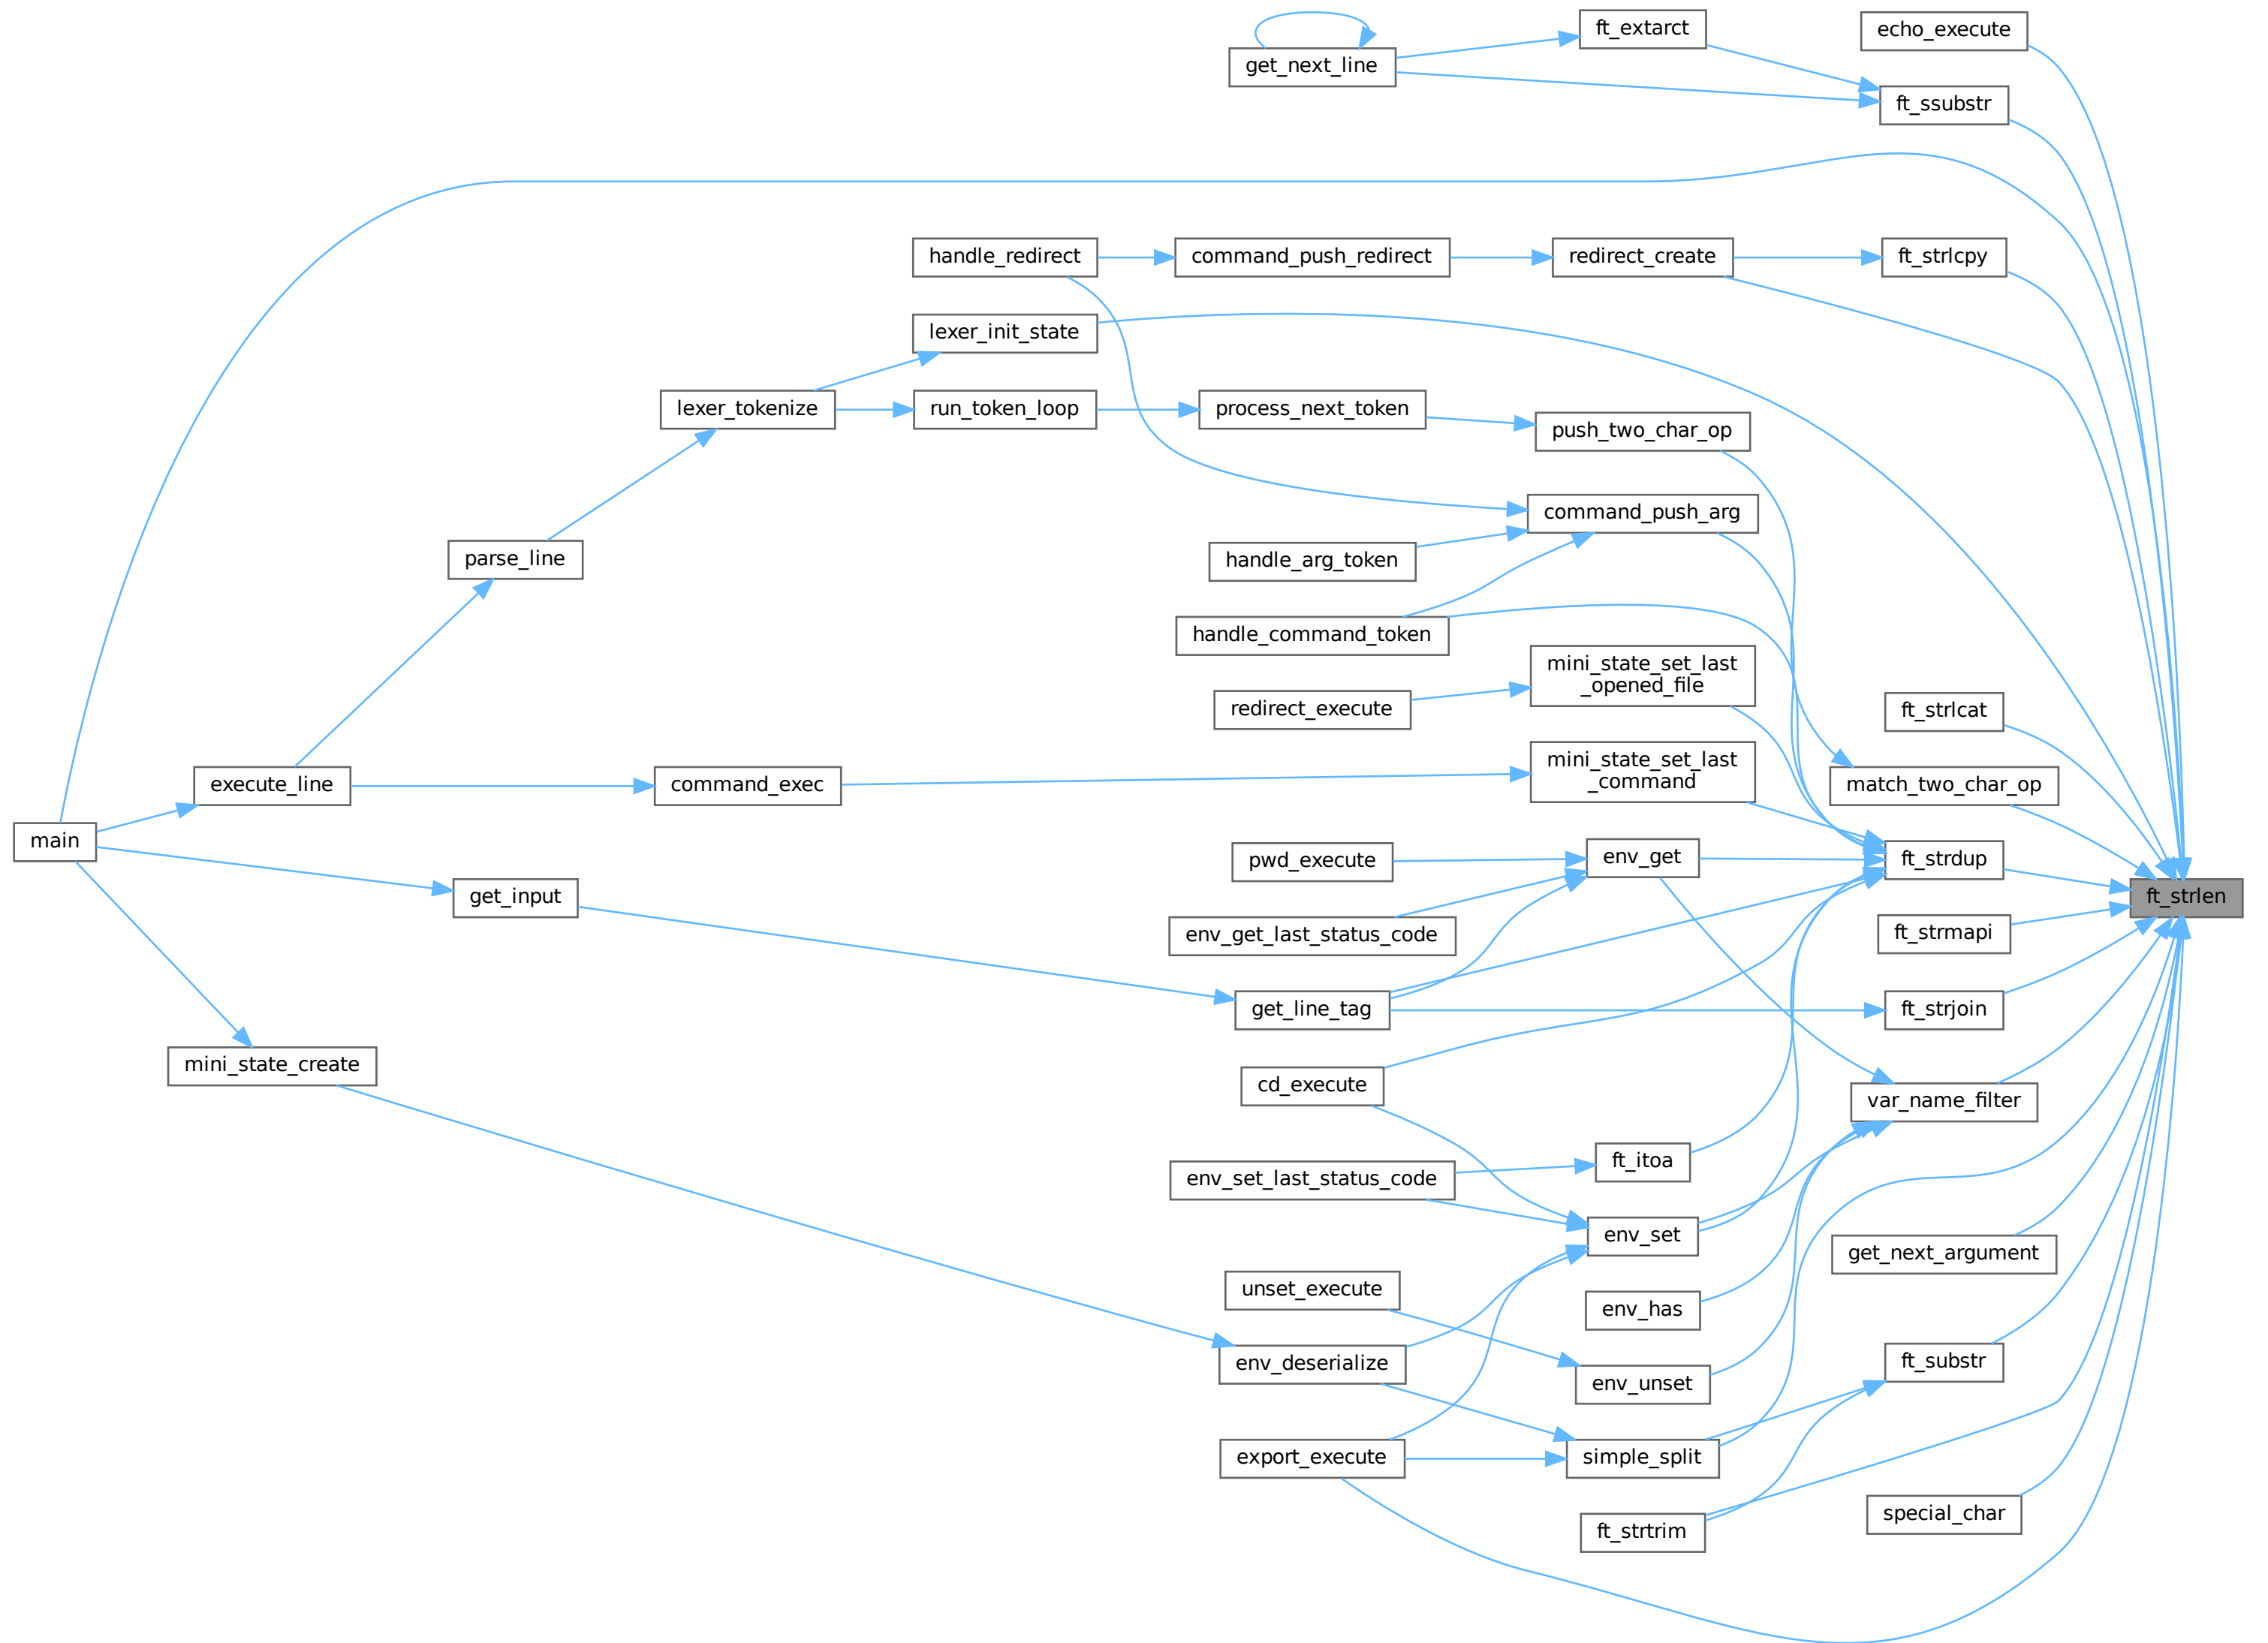 echo_execute
ft_extarct
get_next_line
ft_ssubstr
handle_redirect
command_push_redirect
redirect_create
ft_strlcpy
lexer_init_state
lexer_tokenize
run_token_loop
process_next_token
push_two_char_op
command_push_arg
parse_line
handle_arg_token
handle_command_token
mini_state_set_last
_opened_file
redirect_execute
ft_strlcat
mini_state_set_last
_command
execute_line
command_exec
match_two_char_op
main
pwd_execute
env_get
ft_strdup
get_input
ft_strlen
env_get_last_status_code
ft_strmapi
get_line_tag
ft_strjoin
mini_state_create
cd_execute
var_name_filter
ft_itoa
env_set_last_status_code
env_set
get_next_argument
unset_execute
env_has
env_deserialize
ft_substr
env_unset
export_execute
simple_split
special_char
ft_strtrim